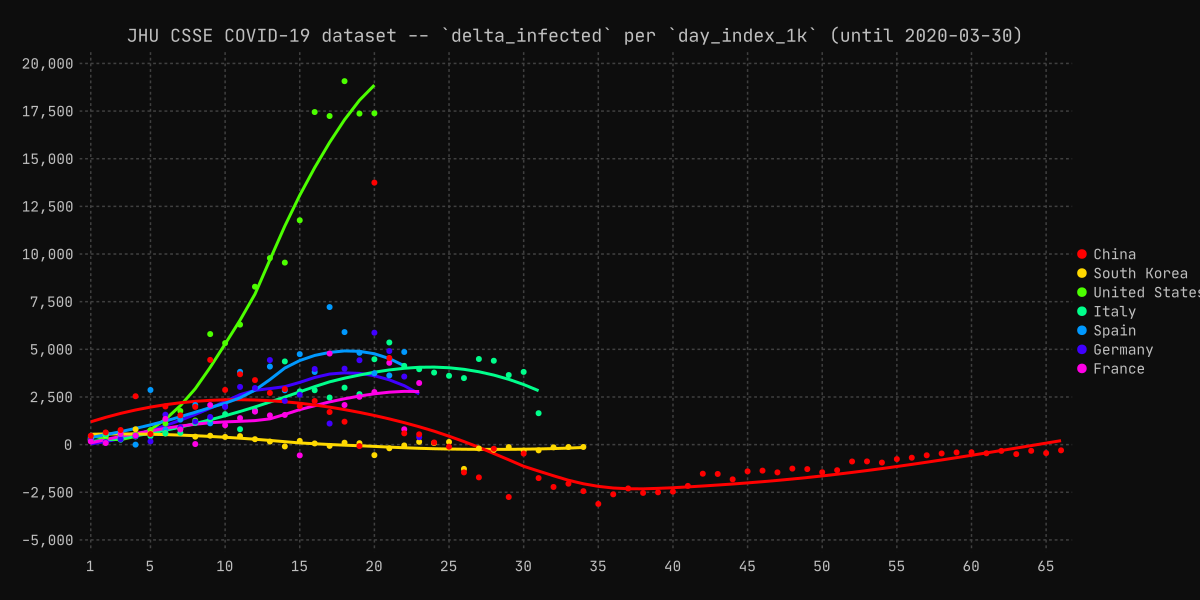 JHU CSSE COVID-19 dataset -- `delta_infected` per `day_index_1k` (until 2020-03-30)
20,000
17,500
15,000
12,500
10,000
7,500
5,000
2,500
0
−2,500
−5,000
1 5 10 15 20 25 30 35 40 45 50 55 60 65
China
South Korea
United States
Italy
Spain
Germany
France